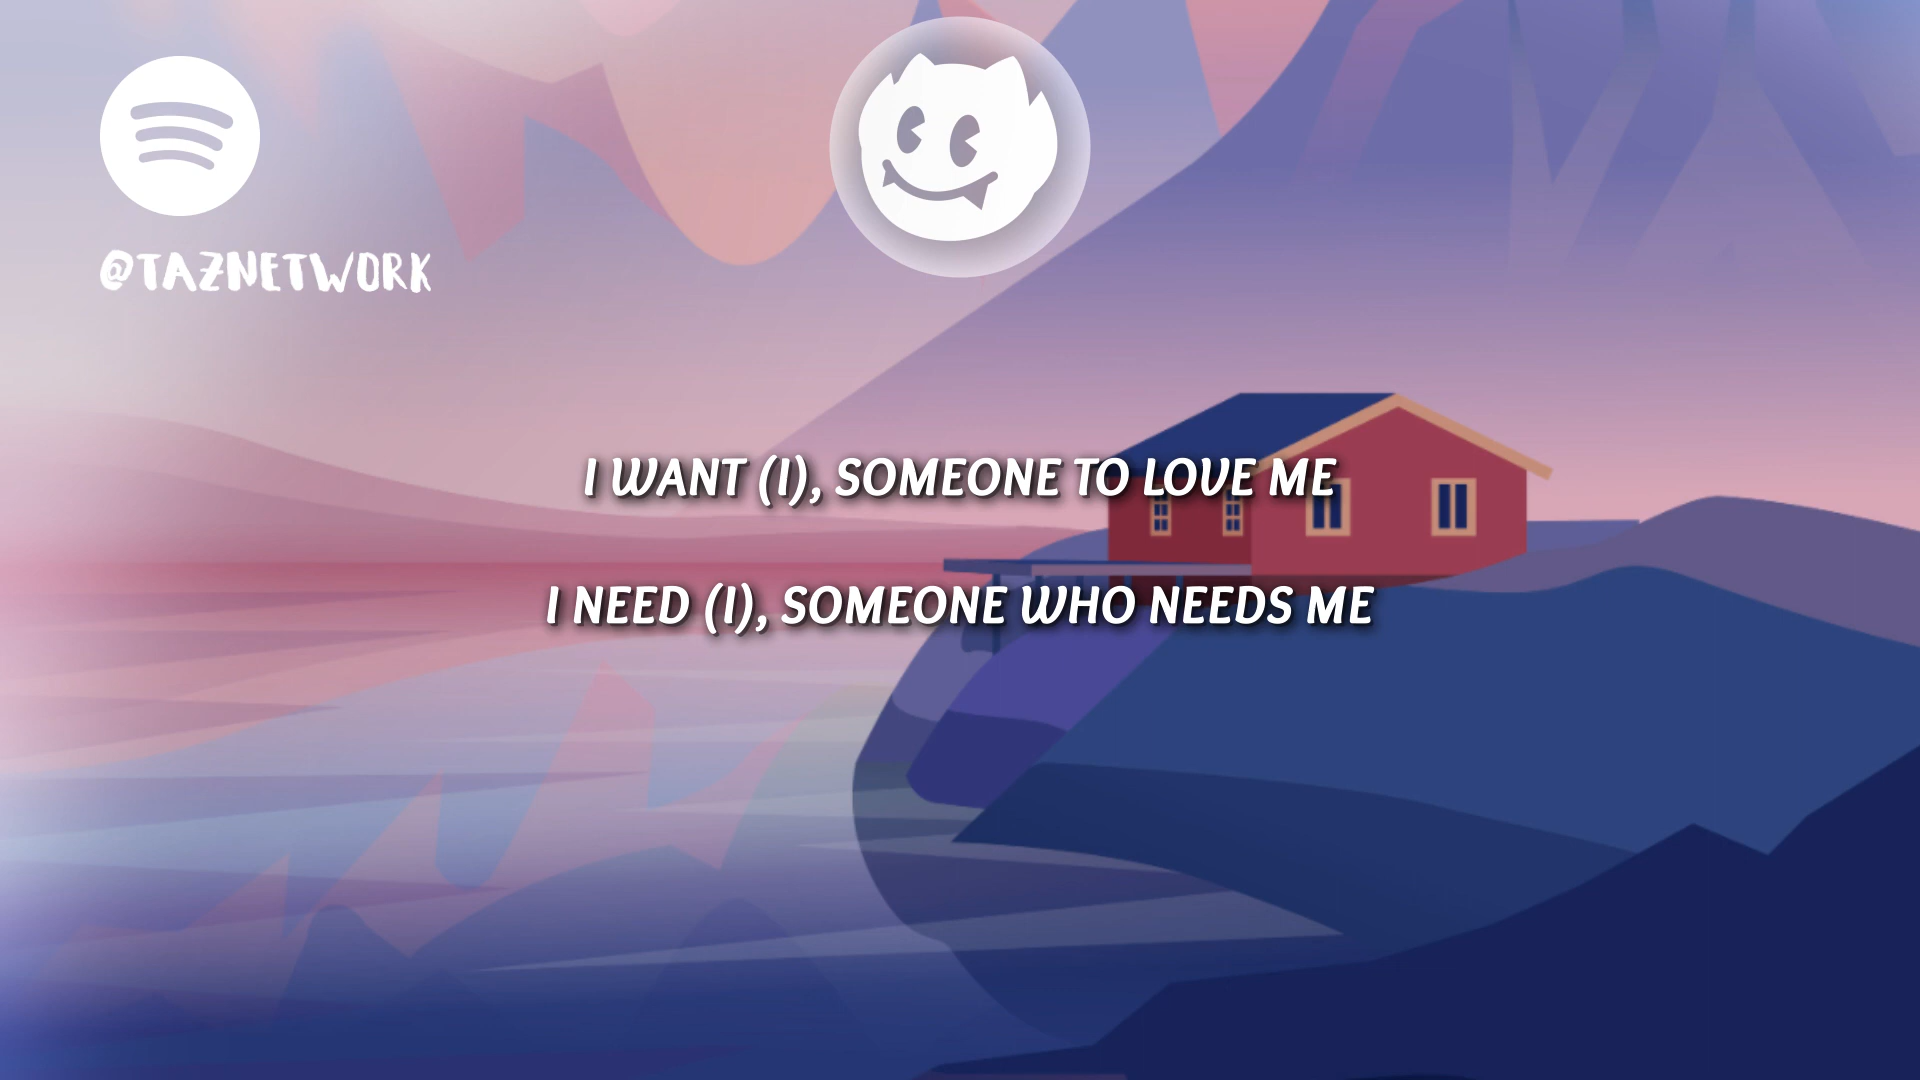 @TAZNETWORK
I WANT (I), SOMEONE TO LOVE ME
I NEED (I), SOMEONE WHO NEEDS ME